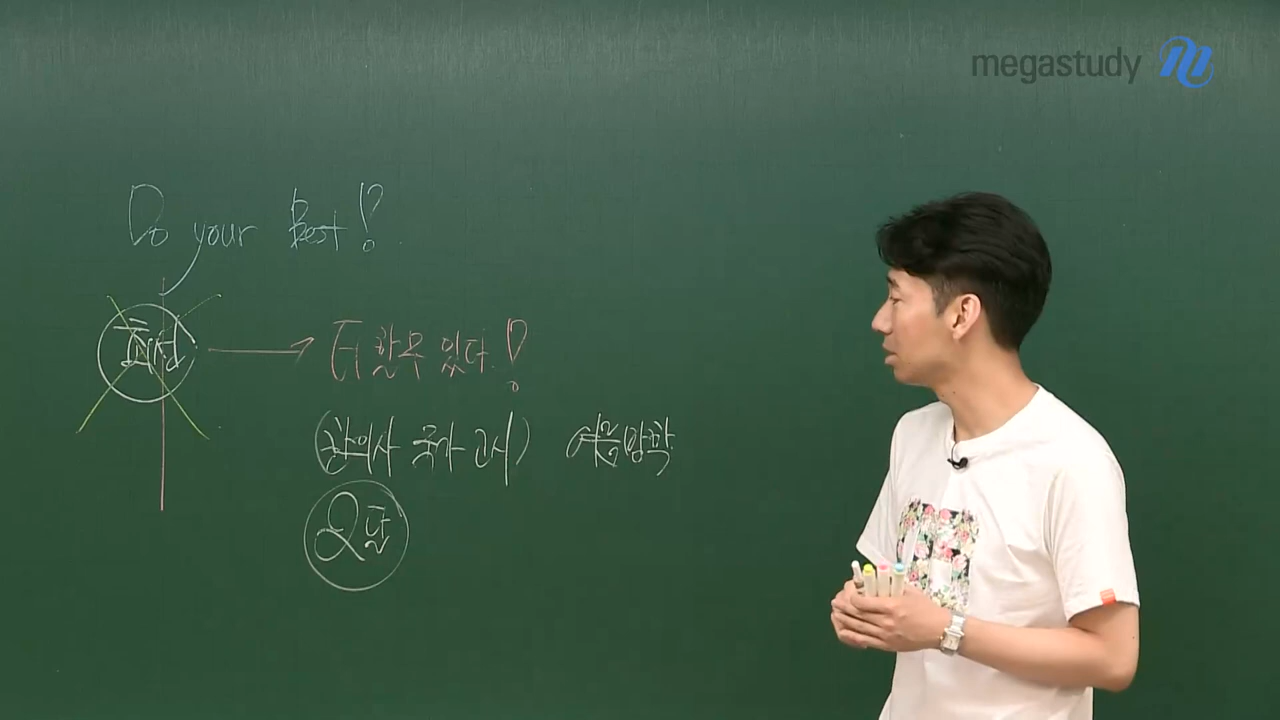 megastudy
Do your Best!?
최선 → 더 할 수 있다!?
(한의사 국가 고시) 여름방학
2달